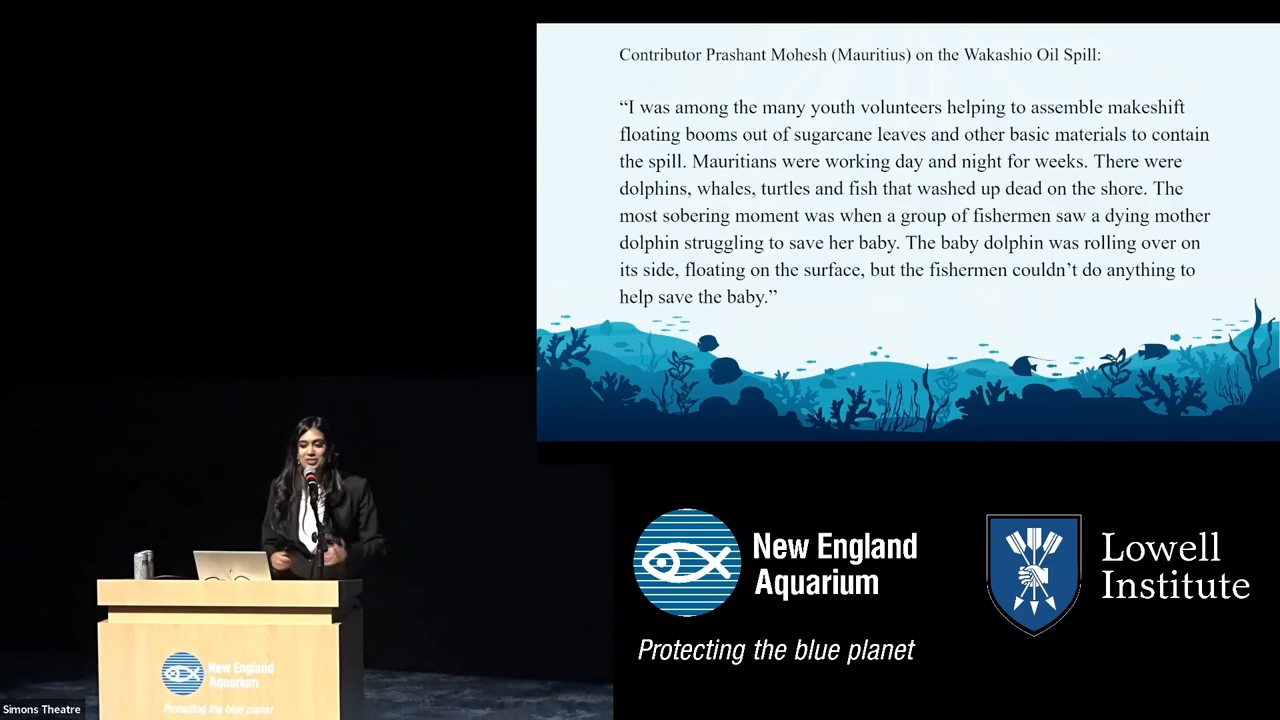 Contributor Prashant Mohesh (Mauritius) on the Wakashio Oil Spill:
“I was among the many youth volunteers helping to assemble makeshift
floating booms out of sugarcane leaves and other basic materials to contain
the spill. Mauritians were working day and night for weeks. There were
dolphins, whales, turtles and fish that washed up dead on the shore. The
most sobering moment was when a group of fishermen saw a dying mother
dolphin struggling to save her baby. The baby dolphin was rolling over on
its side, floating on the surface, but the fishermen couldn’t do anything to
help save the baby.”
New England
Aquarium
Protecting the blue planet
Lowell
Institute
New England
Aquarium
Protecting the blue planet
Simons Theatre